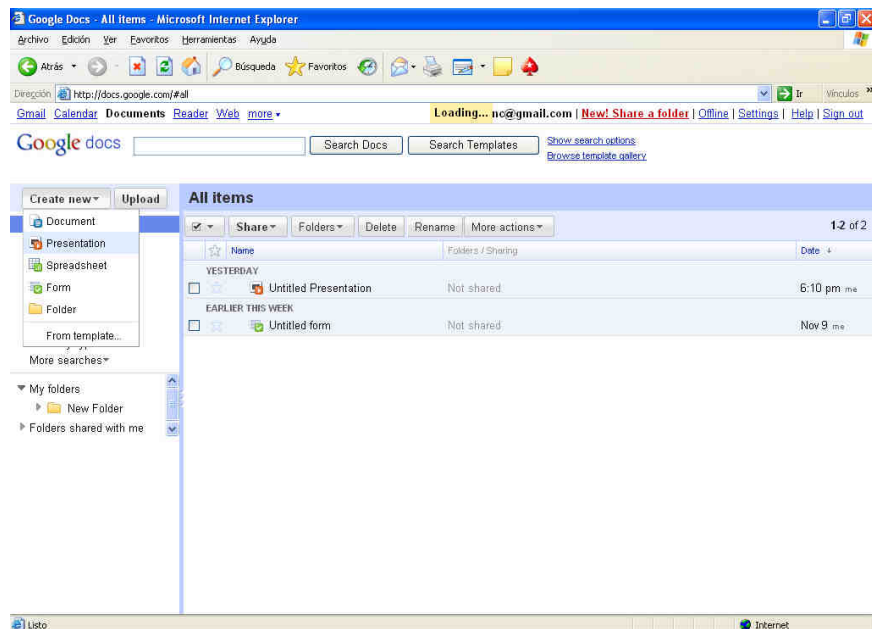 Google Docs - All items - Microsoft Internet Explorer
Archivo Edición Ver Favoritos Herramientas Ayuda
Atrás Búsqueda Favoritos
Dirección http://docs.google.com/#all Ir Vínculos »
Gmail Calendar Documents Reader Web more Loading... nc@gmail.com | New! Share a folder | Offline | Settings | Help | Sign out
Google docs Search Docs Search Templates Show search options
Browse template gallery
Create new Upload All items
Document
Share Folders Delete Rename More actions 1-2 of 2
Presentation
Name Folders / Sharing Date
Spreadsheet
YESTERDAY
Form
Untitled Presentation Not shared 6:10 pm me
Folder
EARLIER THIS WEEK
Untitled form Not shared Nov 9 me
From template...
More searches
My folders
New Folder
Folders shared with me
Listo Internet